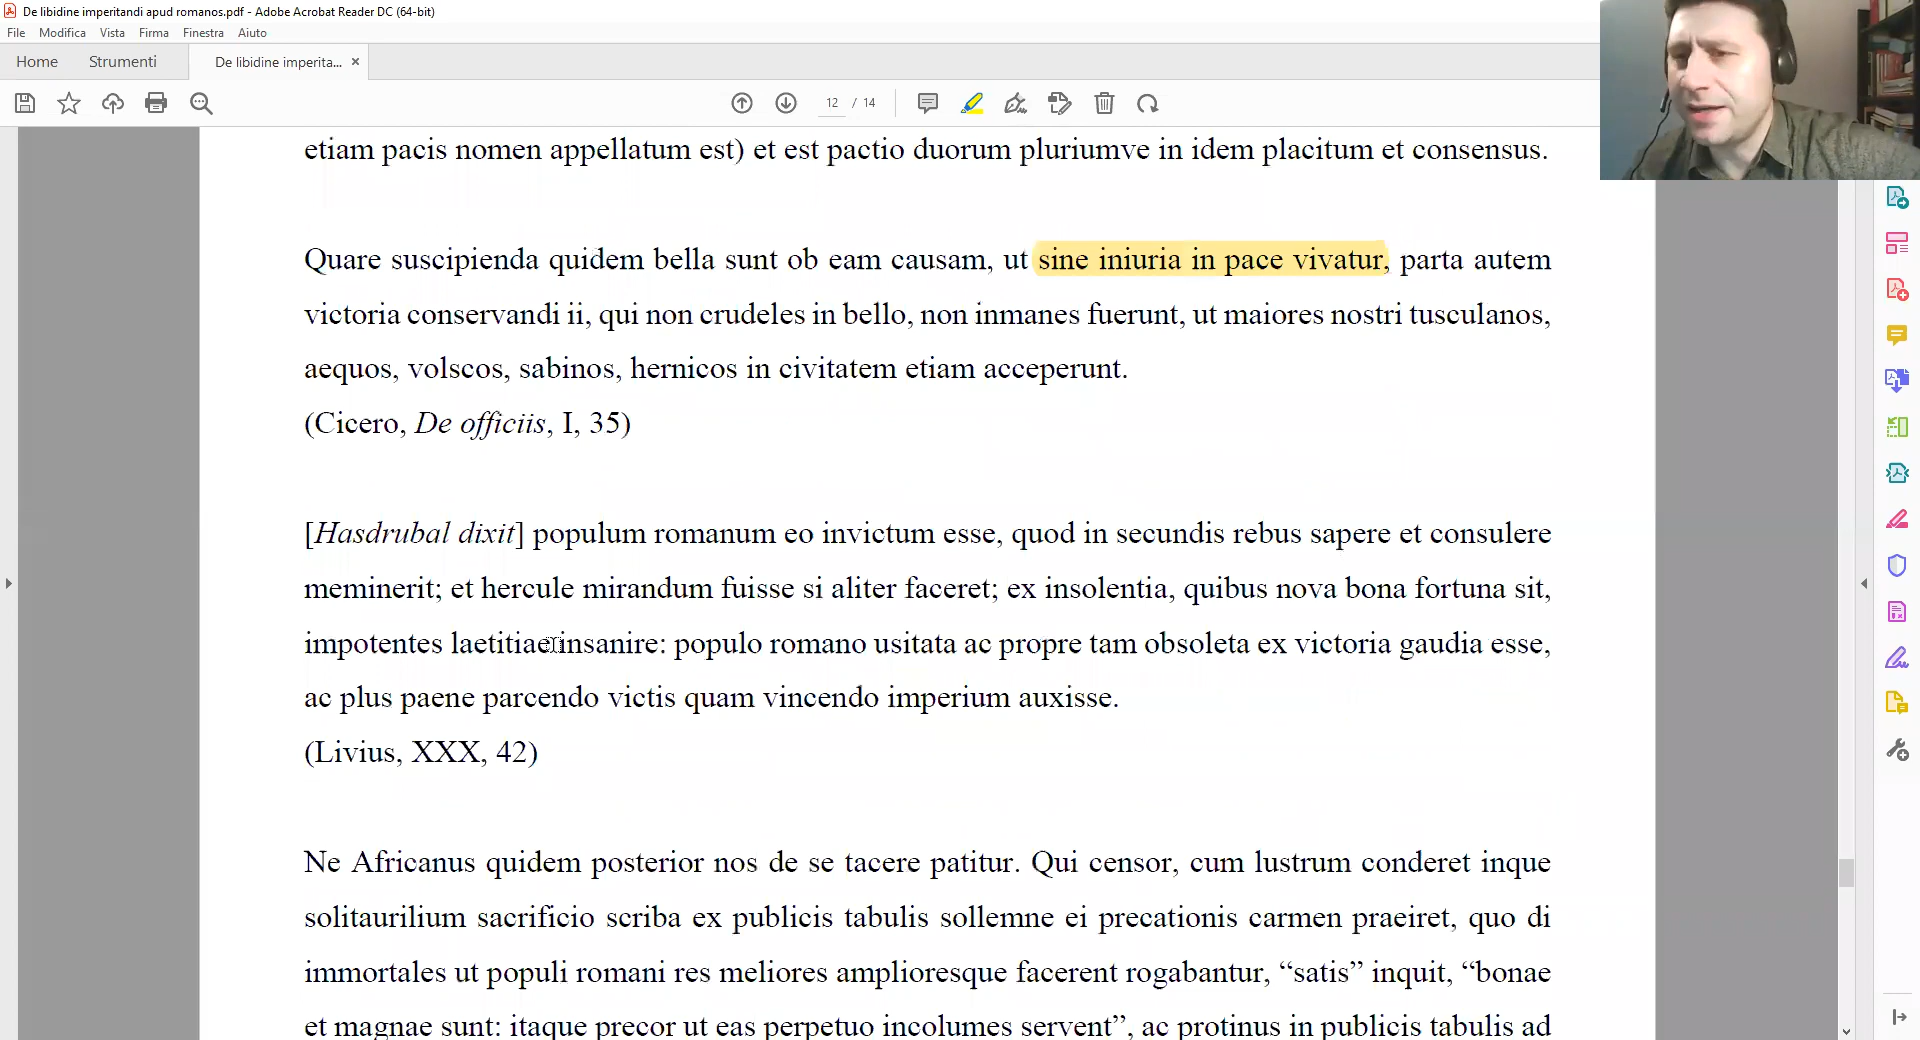 De libidine imperitandi apud romanos.pdf - Adobe Acrobat Reader DC (64-bit)
File Modifica Vista Firma Finestra Aiuto
Home Strumenti De libidine imperita... ×
12 / 14
etiam pacis nomen appellatum est) et est pactio duorum pluriumve in idem placitum et consensus.
Quare suscipienda quidem bella sunt ob eam causam, ut sine iniuria in pace vivatur, parta autem
victoria conservandi ii, qui non crudeles in bello, non inmanes fuerunt, ut maiores nostri tusculanos,
aequos, volscos, sabinos, hernicos in civitatem etiam acceperunt.
(Cicero, De officiis, I, 35)
[Hasdrubal dixit] populum romanum eo invictum esse, quod in secundis rebus sapere et consulere
meminerit; et hercule mirandum fuisse si aliter faceret; ex insolentia, quibus nova bona fortuna sit,
impotentes laetitiae insanire: populo romano usitata ac propre tam obsoleta ex victoria gaudia esse,
ac plus paene parcendo victis quam vincendo imperium auxisse.
(Livius, XXX, 42)
Ne Africanus quidem posterior nos de se tacere patitur. Qui censor, cum lustrum conderet inque
solitaurilium sacrificio scriba ex publicis tabulis sollemne ei precationis carmen praeiret, quo di
immortales ut populi romani res meliores amplioresque facerent rogabantur, “satis” inquit, “bonae
et magnae sunt: itaque precor ut eas perpetuo incolumes servent”, ac protinus in publicis tabulis ad